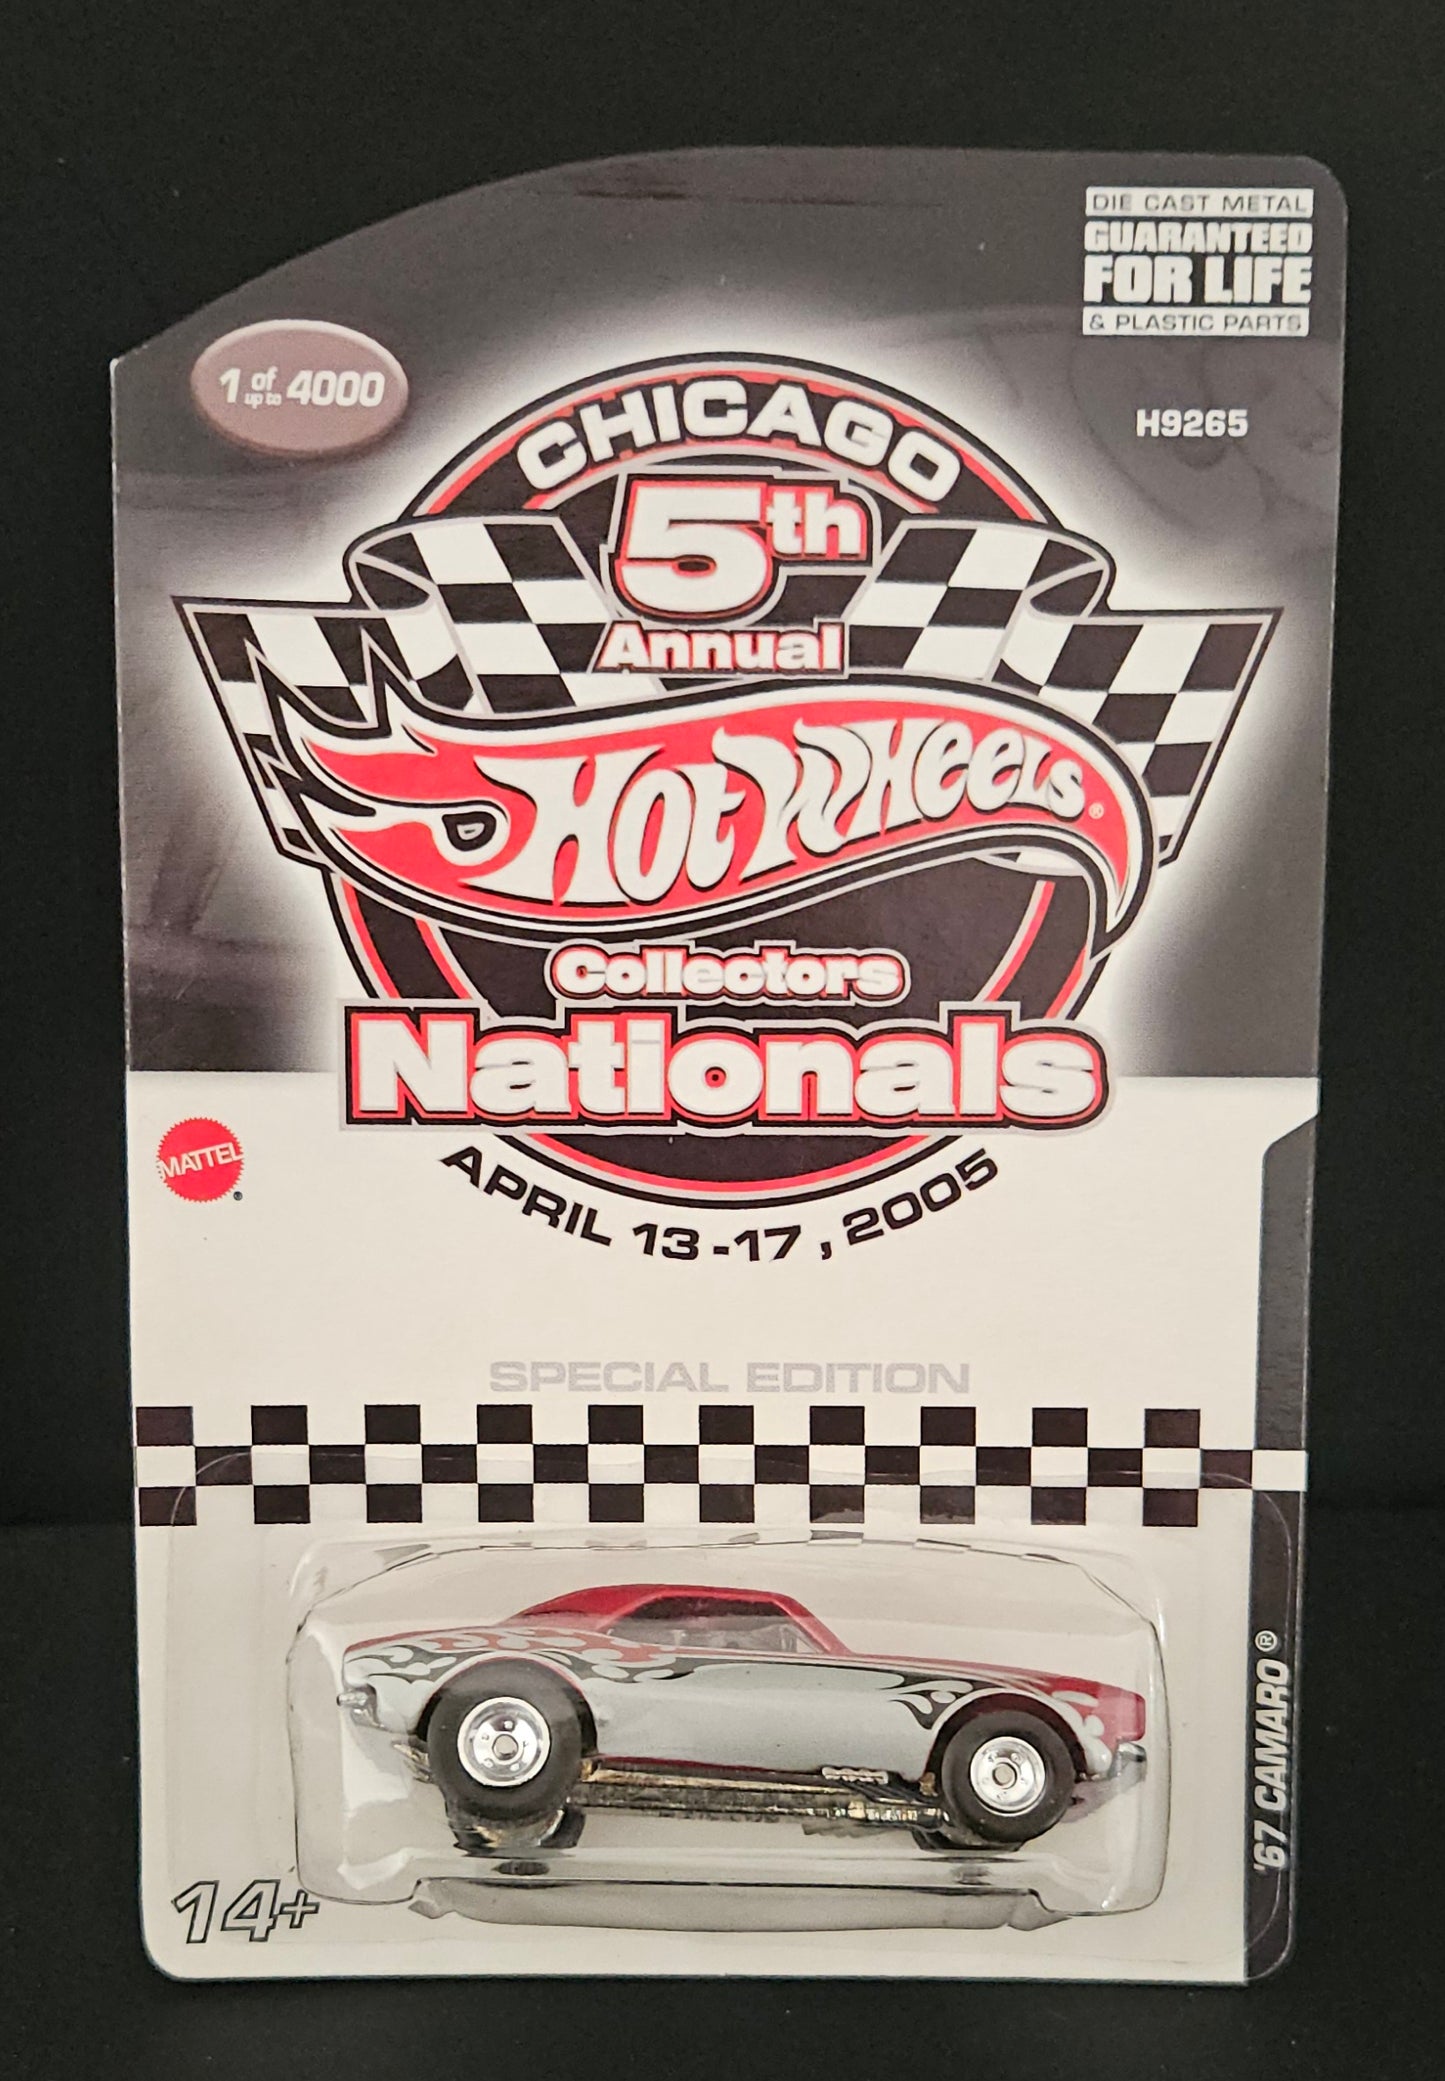 DIE CAST METAL
GUARANTEED
FOR LIFE
& PLASTIC PARTS
1 of up to 4000
H9265
CHICAGO
5th
Annual
Hot Wheels®
Collectors
Nationals
MATTEL®
APRIL 13-17, 2005
SPECIAL EDITION
'67 CAMARO®
14+